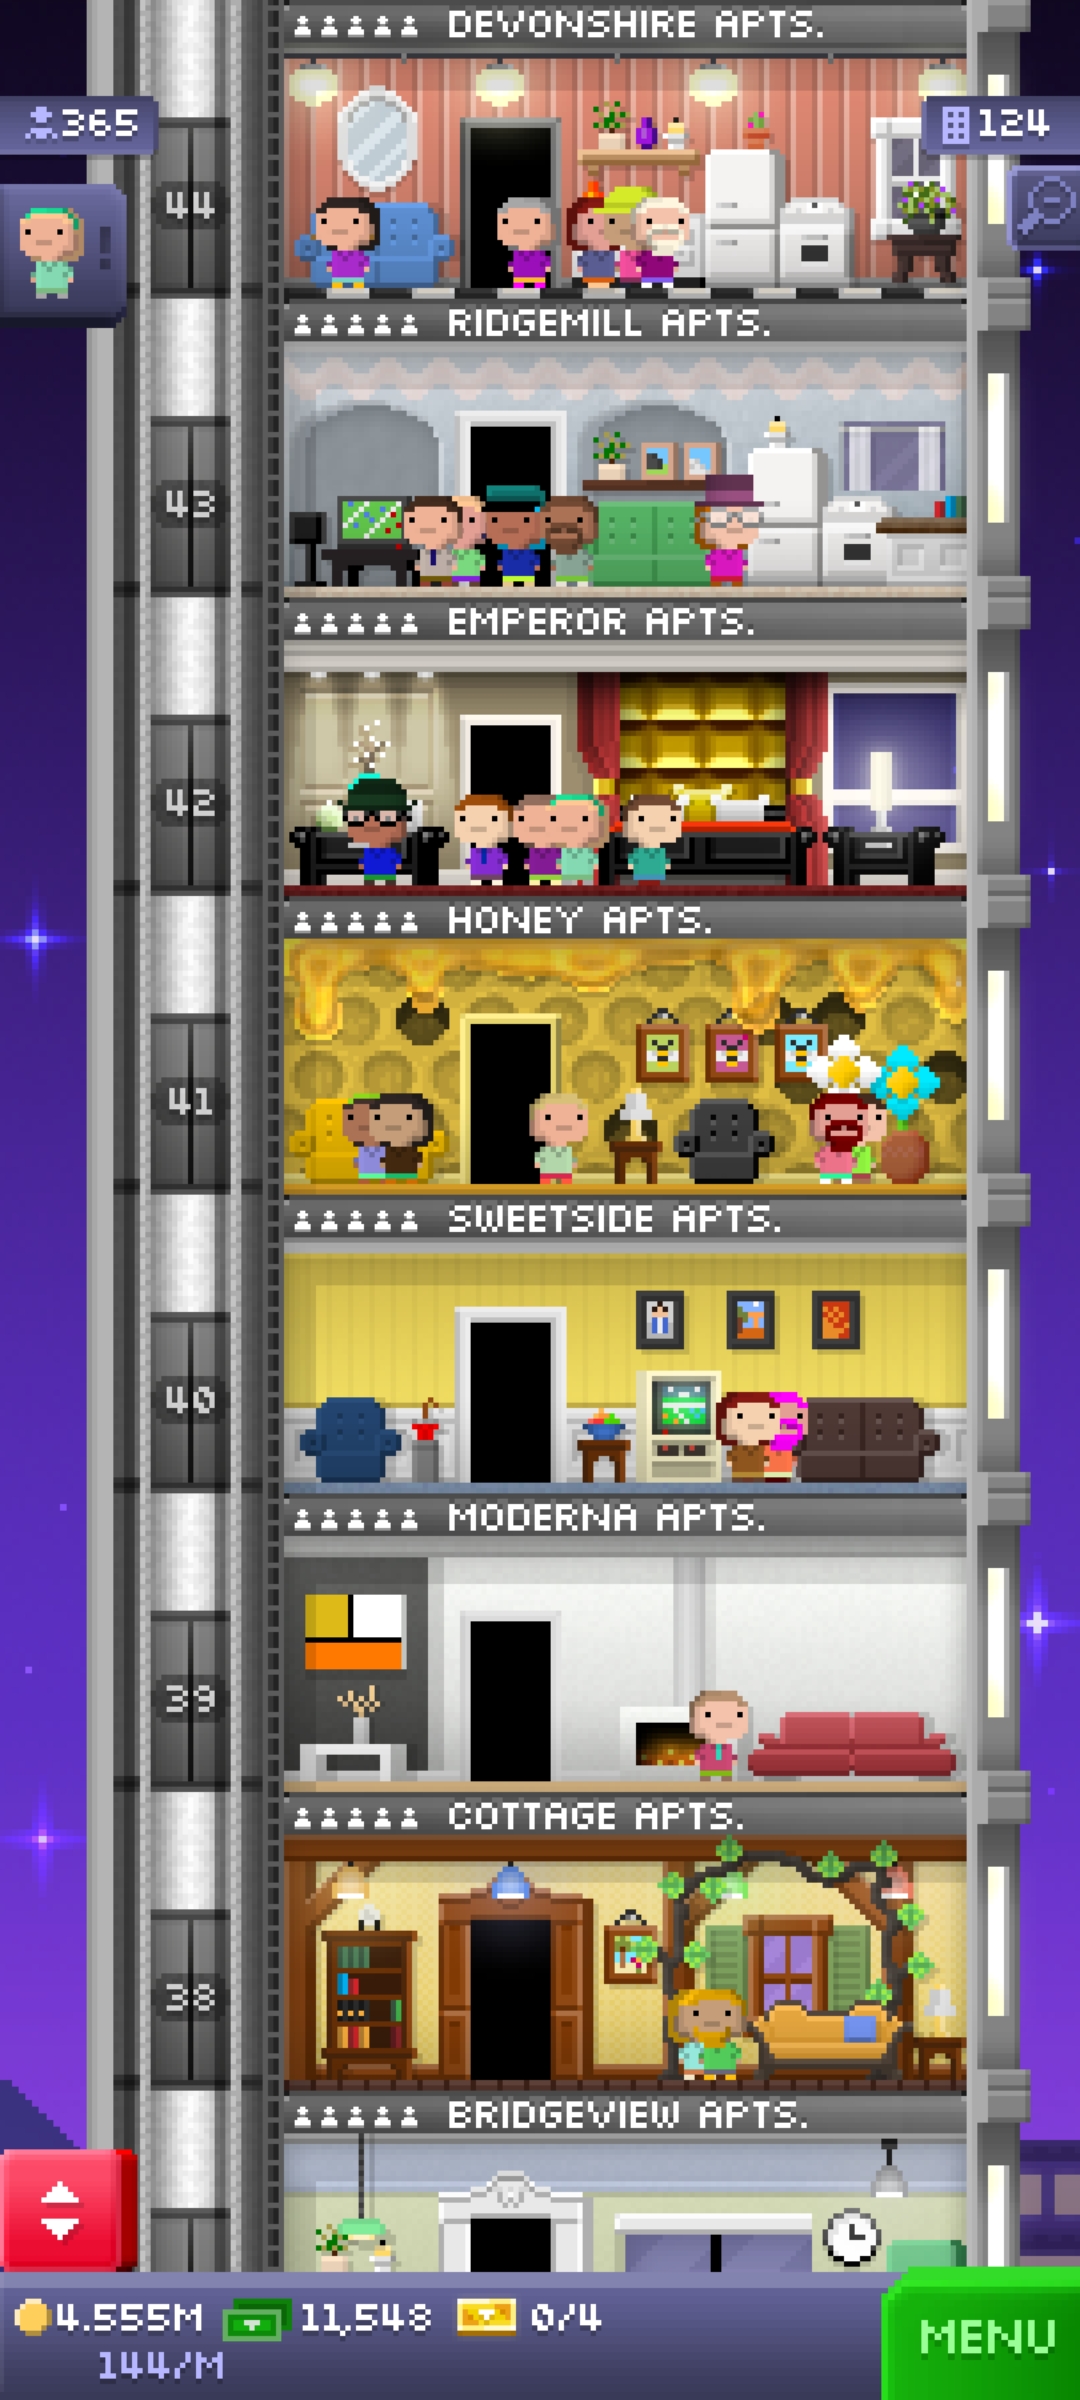 DEVONSHIRE APTS.
365
124
44
RIDGEMILL APTS.
43
EMPEROR APTS.
42
HONEY APTS.
41
SWEETSIDE APTS.
40
MODERNA APTS.
39
COTTAGE APTS.
38
BRIDGEVIEW APTS.
4.555M 11,548 0/4
144/M
MENU